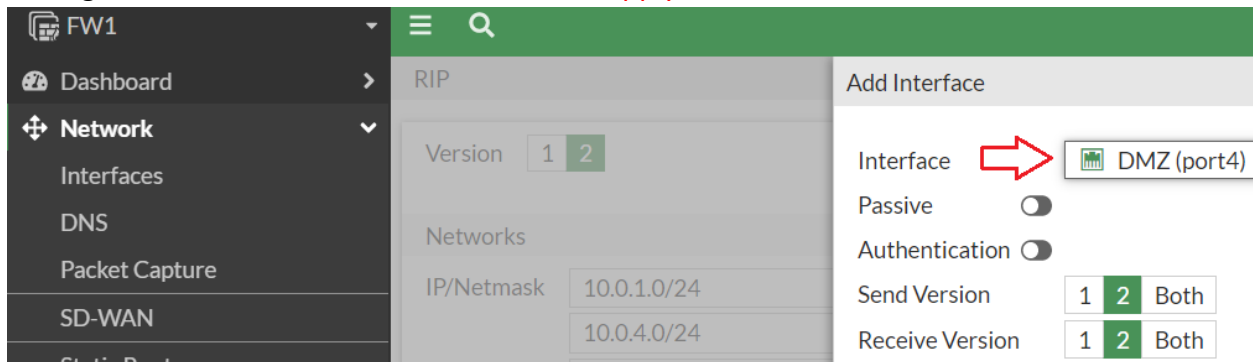 FW1
Dashboard
Network
Interfaces
DNS
Packet Capture
SD-WAN
RIP
Version 1 2
Networks
IP/Netmask 10.0.1.0/24
10.0.4.0/24
Add Interface
Interface DMZ (port4)
Passive
Authentication
Send Version 1 2 Both
Receive Version 1 2 Both